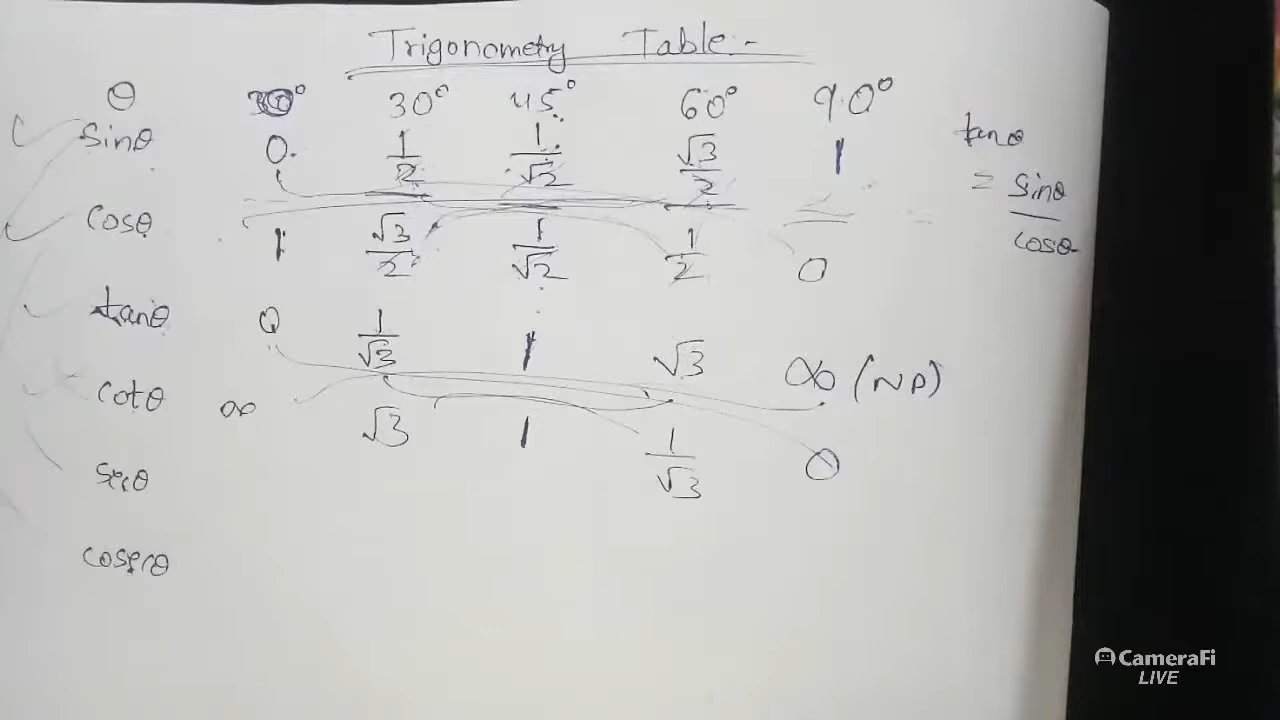 Trigonometry Table:-
θ 0° 30° 45° 60° 90°
sinθ 0 1/2 1/√2 √3/2 1
cosθ 1 √3/2 1/√2 1/2 0
tanθ 0 1/√3 1 √3 ∞ (ND)
cotθ ∞ √3 1 1/√3 0
secθ
cosecθ
tanθ
= sinθ/cosθ
CameraFi
LIVE